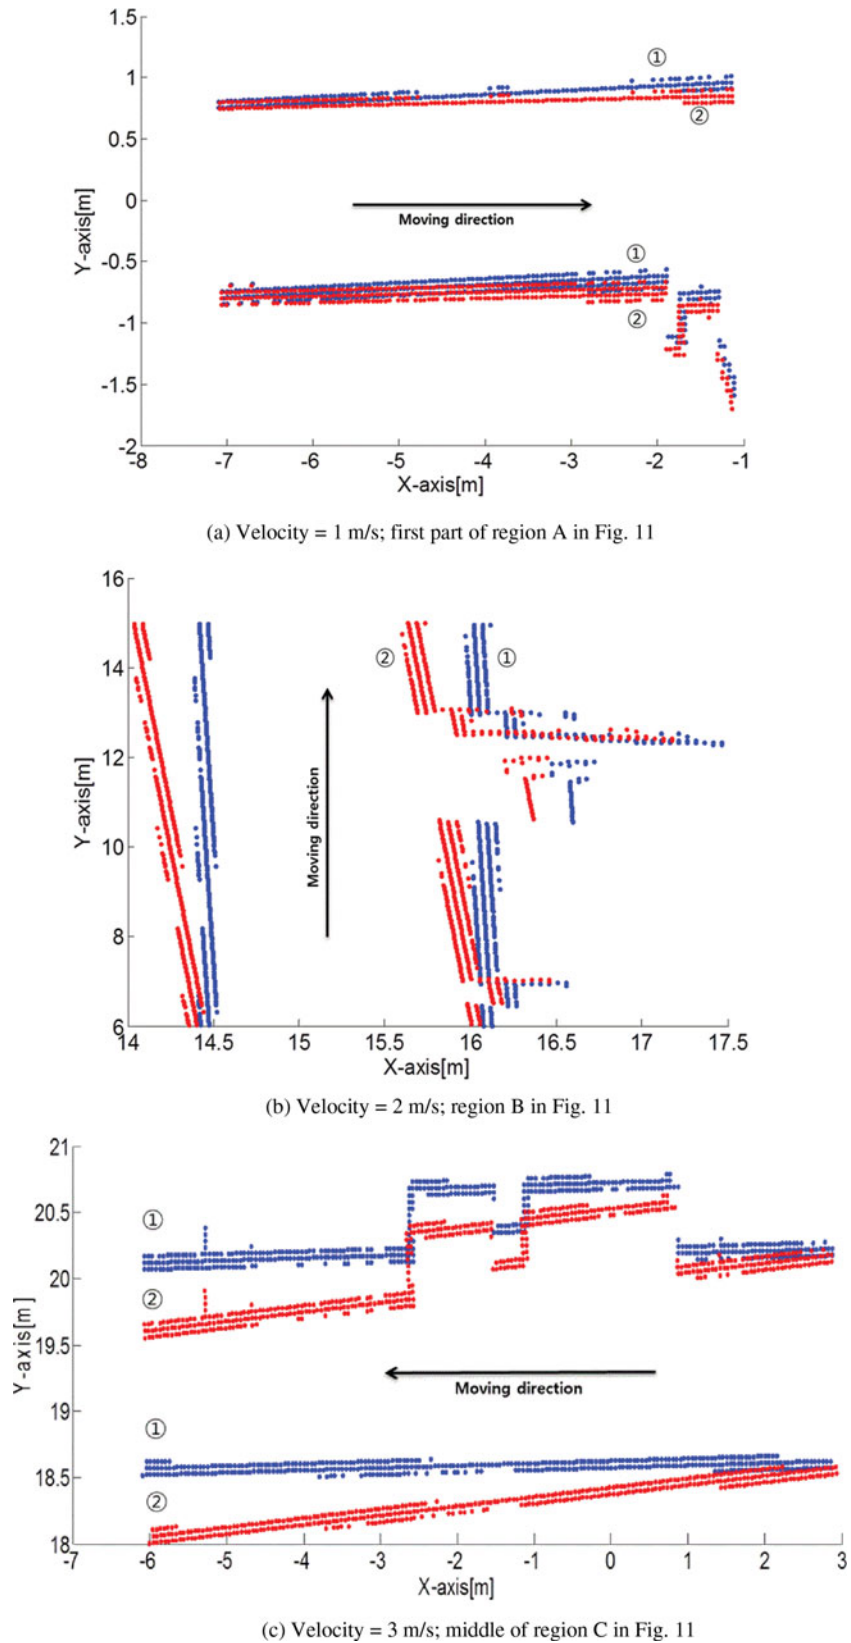 1.5
①
1
②
0.5
0
Moving direction
-0.5
①
②
-1
-1.5
-2
-8 -7 -6 -5 -4 -3 -2 -1
X-axis[m]
Y-axis[m]
(a) Velocity = 1 m/s; first part of region A in Fig. 11
16
② ①
14
12
Moving direction
10
8
6
14 14.5 15 15.5 16 16.5 17 17.5
X-axis[m]
Y-axis[m]
(b) Velocity = 2 m/s; region B in Fig. 11
21
①
20.5
20
②
19.5
Moving direction
19
①
18.5
②
18
-7 -6 -5 -4 -3 -2 -1 0 1 2 3
X-axis[m]
Y-axis[m]
(c) Velocity = 3 m/s; middle of region C in Fig. 11